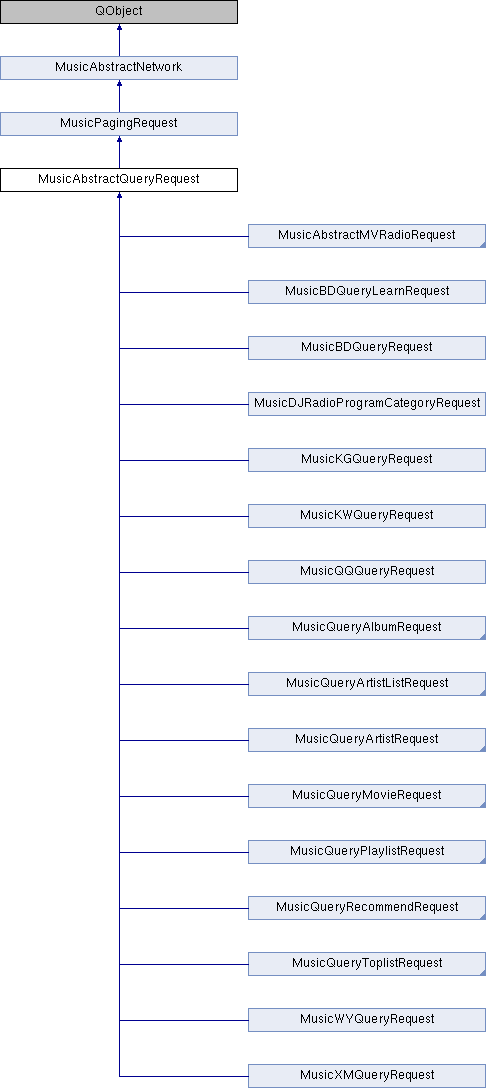 QObject
MusicAbstractNetwork
MusicPagingRequest
MusicAbstractQueryRequest
MusicAbstractMVRadioRequest
MusicBDQueryLearnRequest
MusicBDQueryRequest
MusicDJRadioProgramCategoryRequest
MusicKGQueryRequest
MusicKWQueryRequest
MusicQQQueryRequest
MusicQueryAlbumRequest
MusicQueryArtistListRequest
MusicQueryArtistRequest
MusicQueryMovieRequest
MusicQueryPlaylistRequest
MusicQueryRecommendRequest
MusicQueryToplistRequest
MusicWYQueryRequest
MusicXMQueryRequest